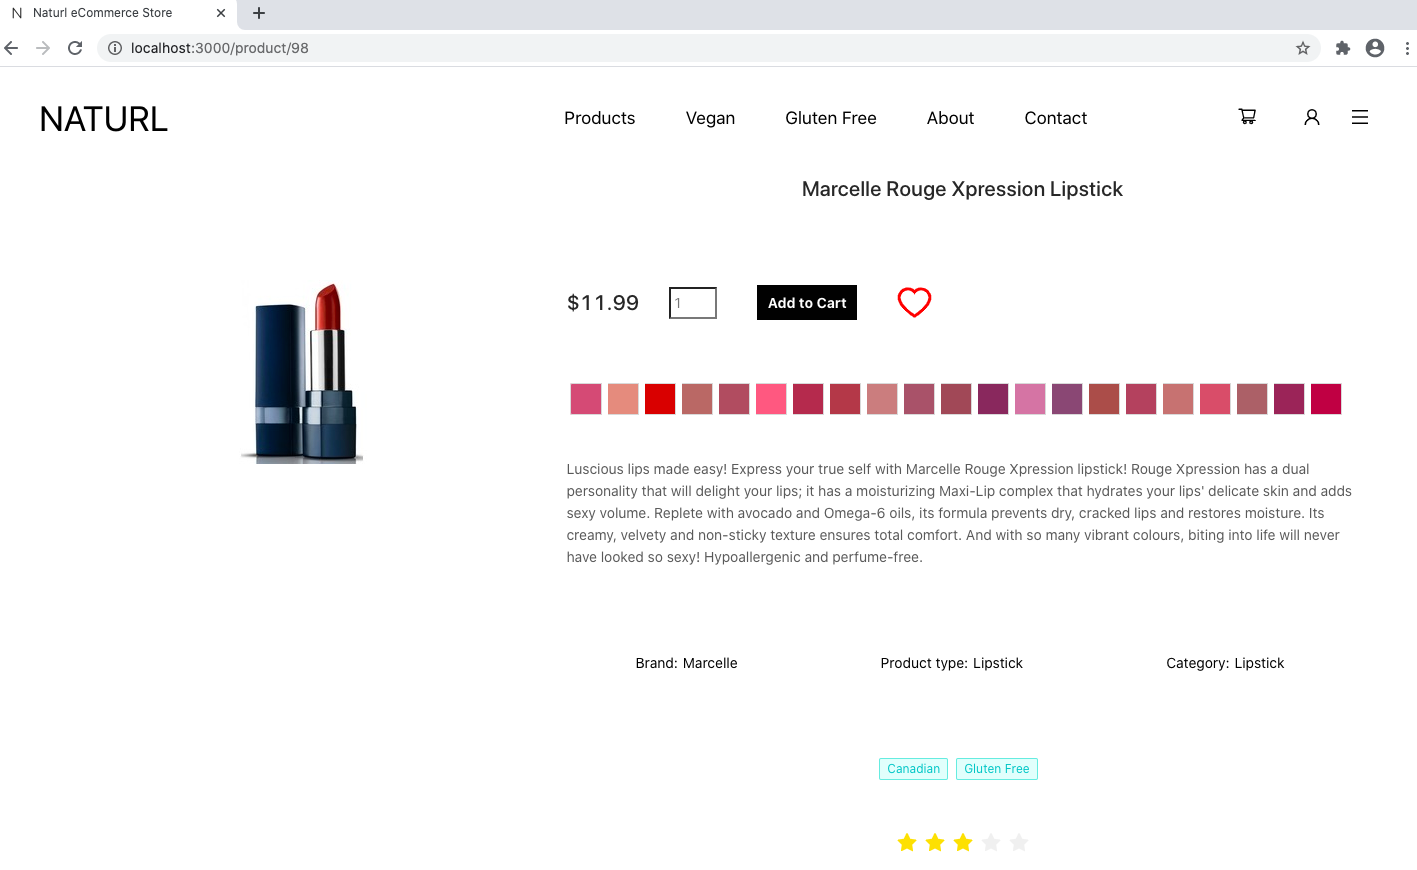 Naturl eCommerce Store
localhost:3000/product/98
NATURL
Products Vegan Gluten Free About Contact
Marcelle Rouge Xpression Lipstick
$11.99 1 Add to Cart
Luscious lips made easy! Express your true self with Marcelle Rouge Xpression lipstick! Rouge Xpression has a dual
personality that will delight your lips; it has a moisturizing Maxi-Lip complex that hydrates your lips' delicate skin and adds
sexy volume. Replete with avocado and Omega-6 oils, its formula prevents dry, cracked lips and restores moisture. Its
creamy, velvety and non-sticky texture ensures total comfort. And with so many vibrant colours, biting into life will never
have looked so sexy! Hypoallergenic and perfume-free.
Brand: Marcelle Product type: Lipstick Category: Lipstick
Canadian Gluten Free